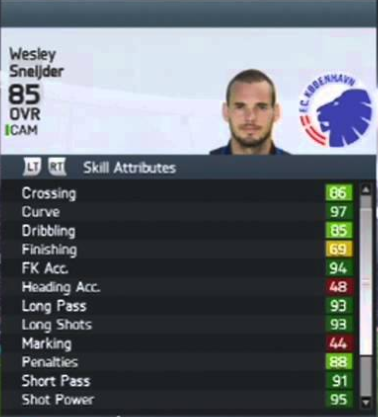 Wesley
Sneijder
85
OVR
CAM
F.C. KØBENHAVN
LT RT Skill Attributes
Crossing 86
Curve 97
Dribbling 85
Finishing 69
FK Acc. 94
Heading Acc. 48
Long Pass 93
Long Shots 93
Marking 44
Penalties 88
Short Pass 91
Shot Power 95